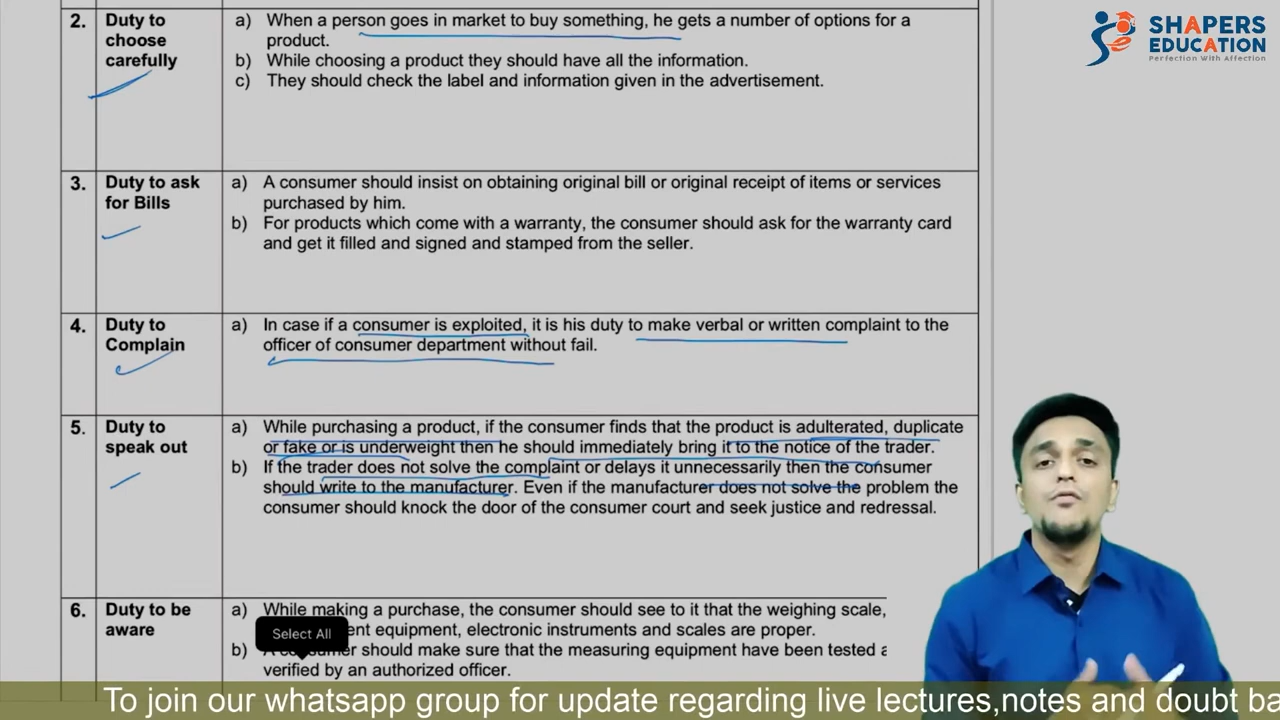 SHAPERS
EDUCATION
Perfection With Affection
2. Duty to choose carefully
a) When a person goes in market to buy something, he gets a number of options for a
product.
b) While choosing a product they should have all the information.
c) They should check the label and information given in the advertisement.
3. Duty to ask for Bills
a) A consumer should insist on obtaining original bill or original receipt of items or services
purchased by him.
b) For products which come with a warranty, the consumer should ask for the warranty card
and get it filled and signed and stamped from the seller.
4. Duty to Complain
a) In case if a consumer is exploited, it is his duty to make verbal or written complaint to the
officer of consumer department without fail.
5. Duty to speak out
a) While purchasing a product, if the consumer finds that the product is adulterated, duplicate
or fake or is underweight then he should immediately bring it to the notice of the trader.
b) If the trader does not solve the complaint or delays it unnecessarily then the consumer
should write to the manufacturer. Even if the manufacturer does not solve the problem the
consumer should knock the door of the consumer court and seek justice and redressal.
6. Duty to be aware
a) While making a purchase, the consumer should see to it that the weighing scale,
equipment, electronic instruments and scales are proper.
Select All
b) should make sure that the measuring equipment have been tested
verified by an authorized officer.
To join our whatsapp group for update regarding live lectures,notes and doubt ba